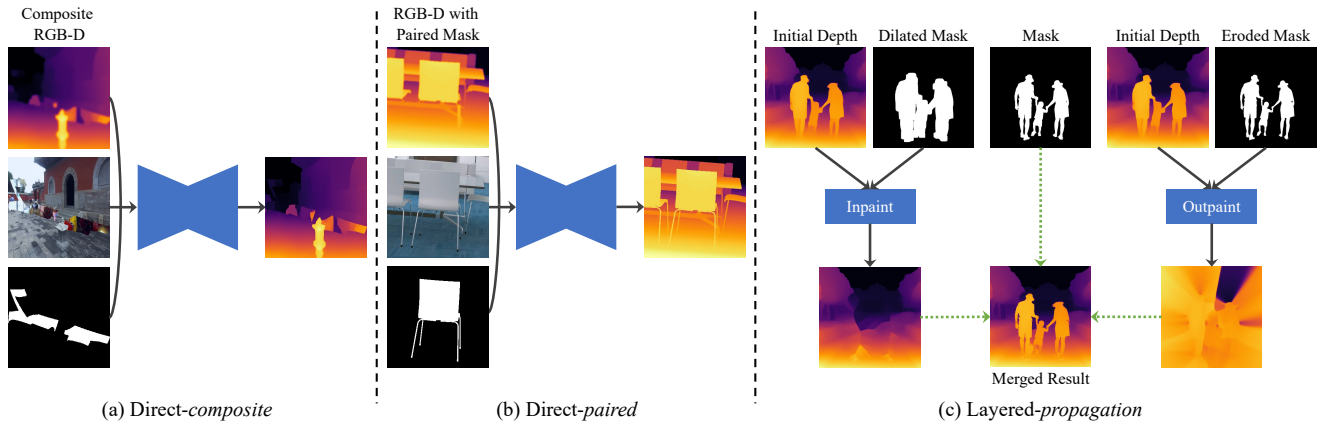 Composite
RGB-D
(a) Direct-composite
RGB-D with
Paired Mask
(b) Direct-paired
Initial Depth
Dilated Mask
Mask
Initial Depth
Eroded Mask
Inpaint
Outpaint
Merged Result
(c) Layered-propagation